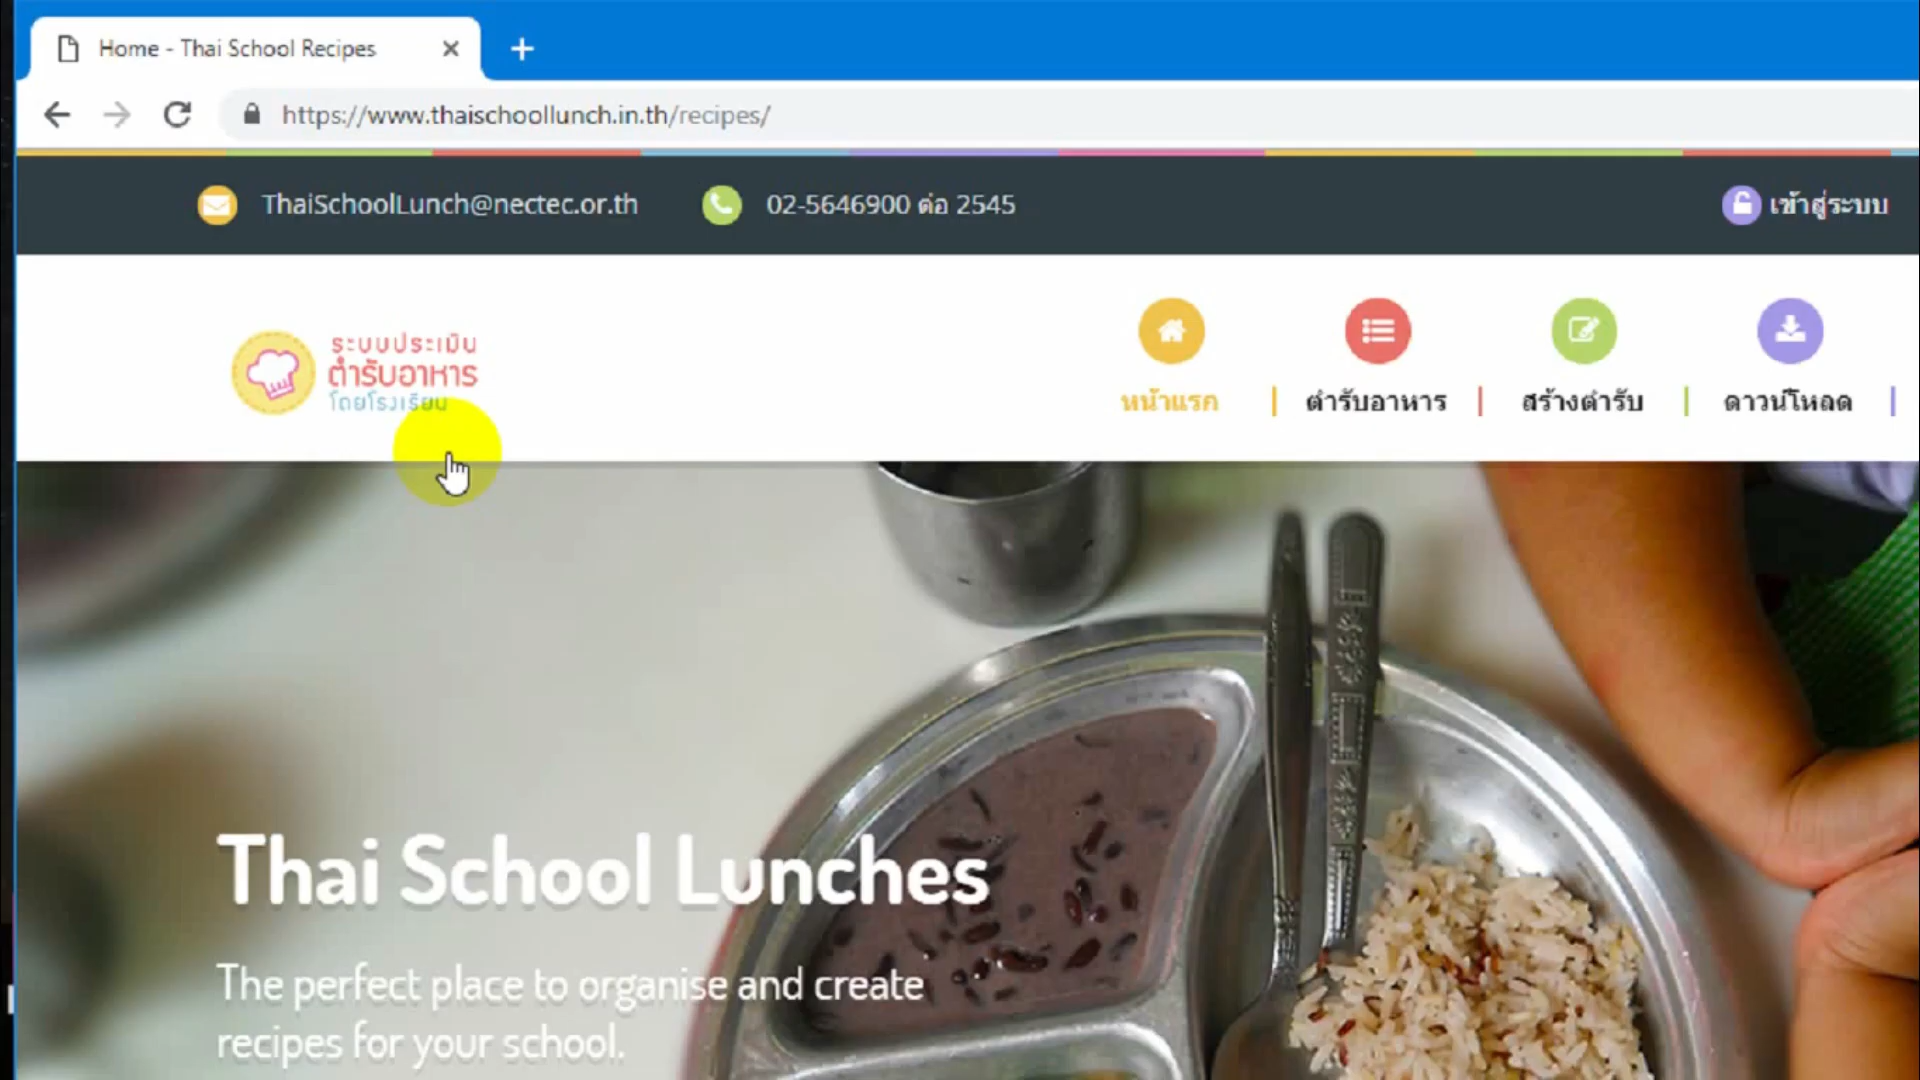 Home - Thai School Recipes
https://www.thaischoollunch.in.th/recipes/
ThaiSchoolLunch@nectec.or.th
02-5646900 ต่อ 2545
เข้าสู่ระบบ
ระบบประเมิน
ตำรับอาหาร
โดยโรงเรียน
หน้าแรก
ตำรับอาหาร
สร้างตำรับ
ดาวน์โหลด
Thai School Lunches
The perfect place to organise and create
recipes for your school.